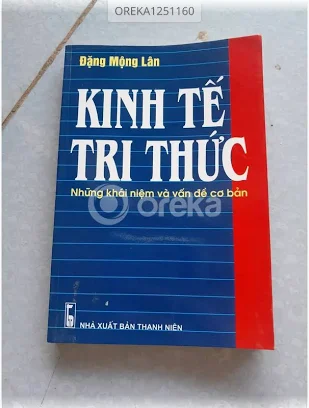 OREKA1251160
Đặng Mộng Lân
KINH TẾ
TRI THỨC
Những khái niệm và vấn đề cơ bản
oreka
NHÀ XUẤT BẢN THANH NIÊN